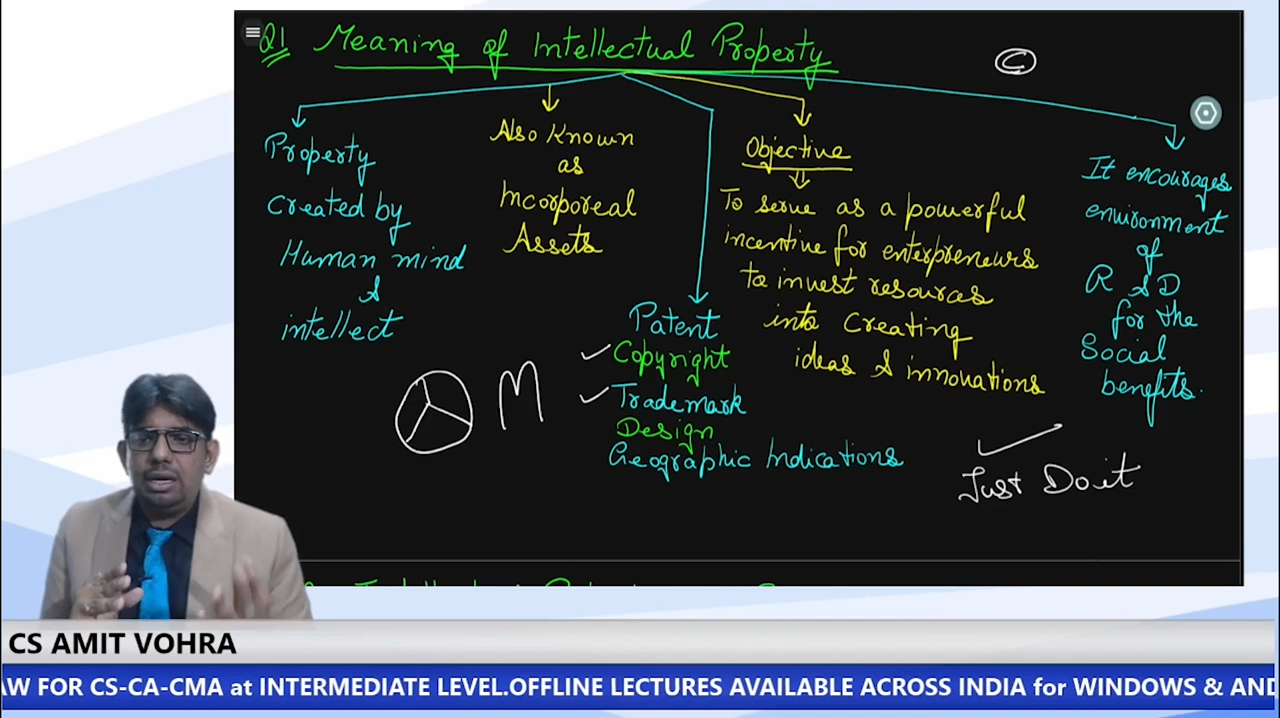 Q1 Meaning of Intellectual Property
©
Property
created by
Human mind
&
intellect
Also Known
as
Incorporeal
Assets
Patent
Copyright
Trademark
Design
Geographic Indications
Objective
To serve as a powerful
incentive for enterpreneurs
to invest resources
into Creating
ideas & innovations
It encourages
environment
of
R & D
for the
Social
benefits.
M
Just Do it
CS AMIT VOHRA
AW FOR CS-CA-CMA at INTERMEDIATE LEVEL.OFFLINE LECTURES AVAILABLE ACROSS INDIA for WINDOWS & AND